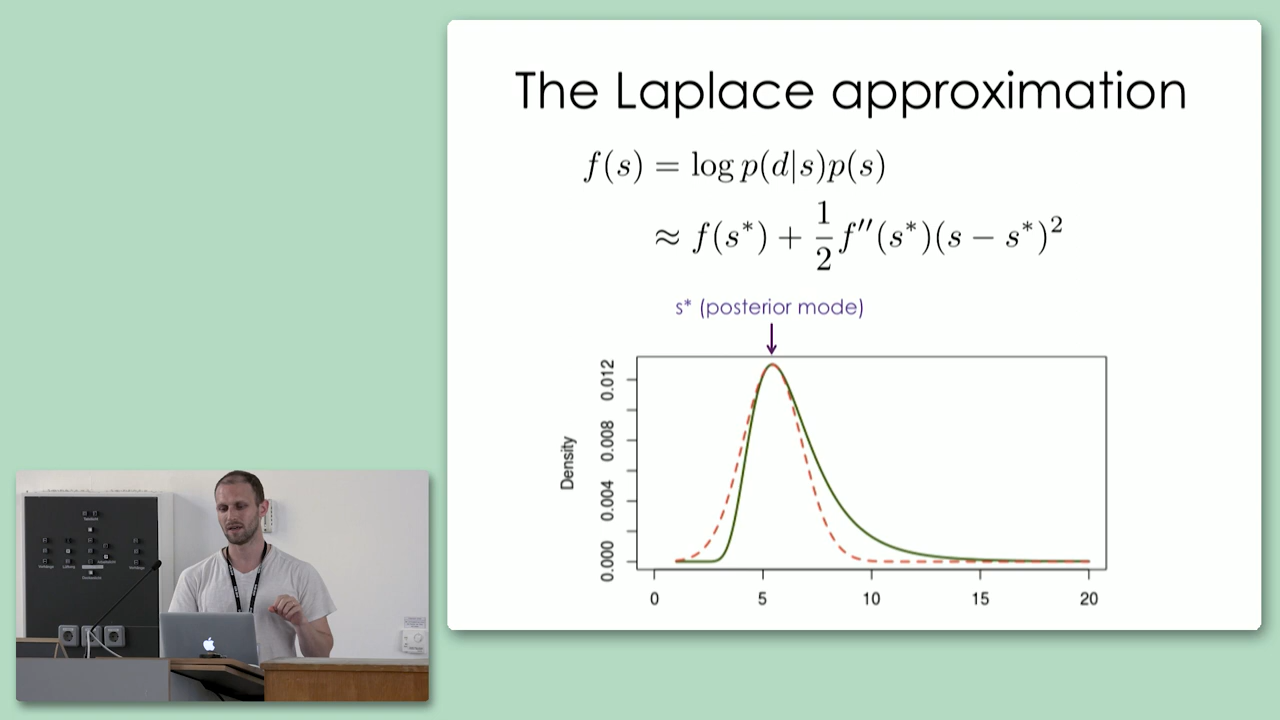 The Laplace approximation
f(s) = log p(d|s)p(s)
≈ f(s*) + 1/2 f''(s*)(s − s*)²
s* (posterior mode)
Density
0.000 0.004 0.008 0.012
0 5 10 15 20